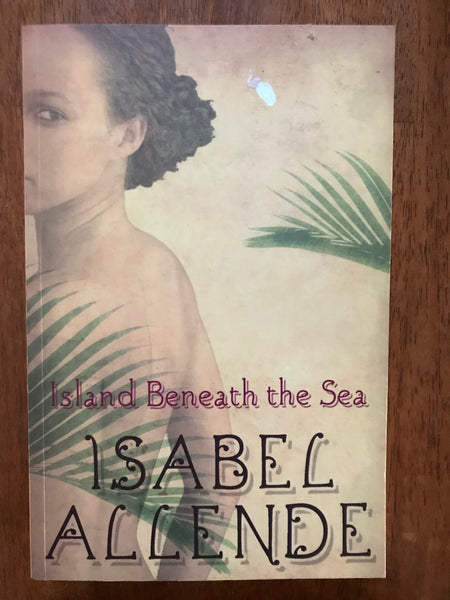 Island Beneath the Sea
ISABEL
ALLENDE